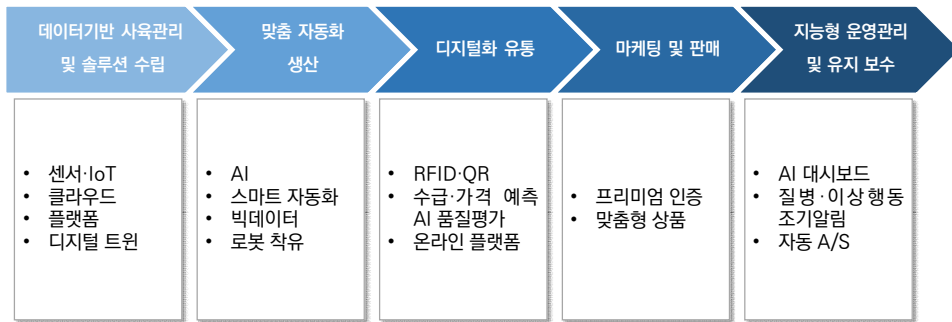 데이터기반 사육관리
및 솔루션 수립
맞춤 자동화
생산
디지털화 유통
마케팅 및 판매
지능형 운영관리
및 유지 보수
• 센서·IoT
• 클라우드
• 플랫폼
• 디지털 트윈
• AI
• 스마트 자동화
• 빅데이터
• 로봇 착유
• RFID·QR
• 수급·가격 예측
AI 품질평가
• 온라인 플랫폼
• 프리미엄 인증
• 맞춤형 상품
• AI 대시보드
• 질병·이상행동
조기알림
• 자동 A/S